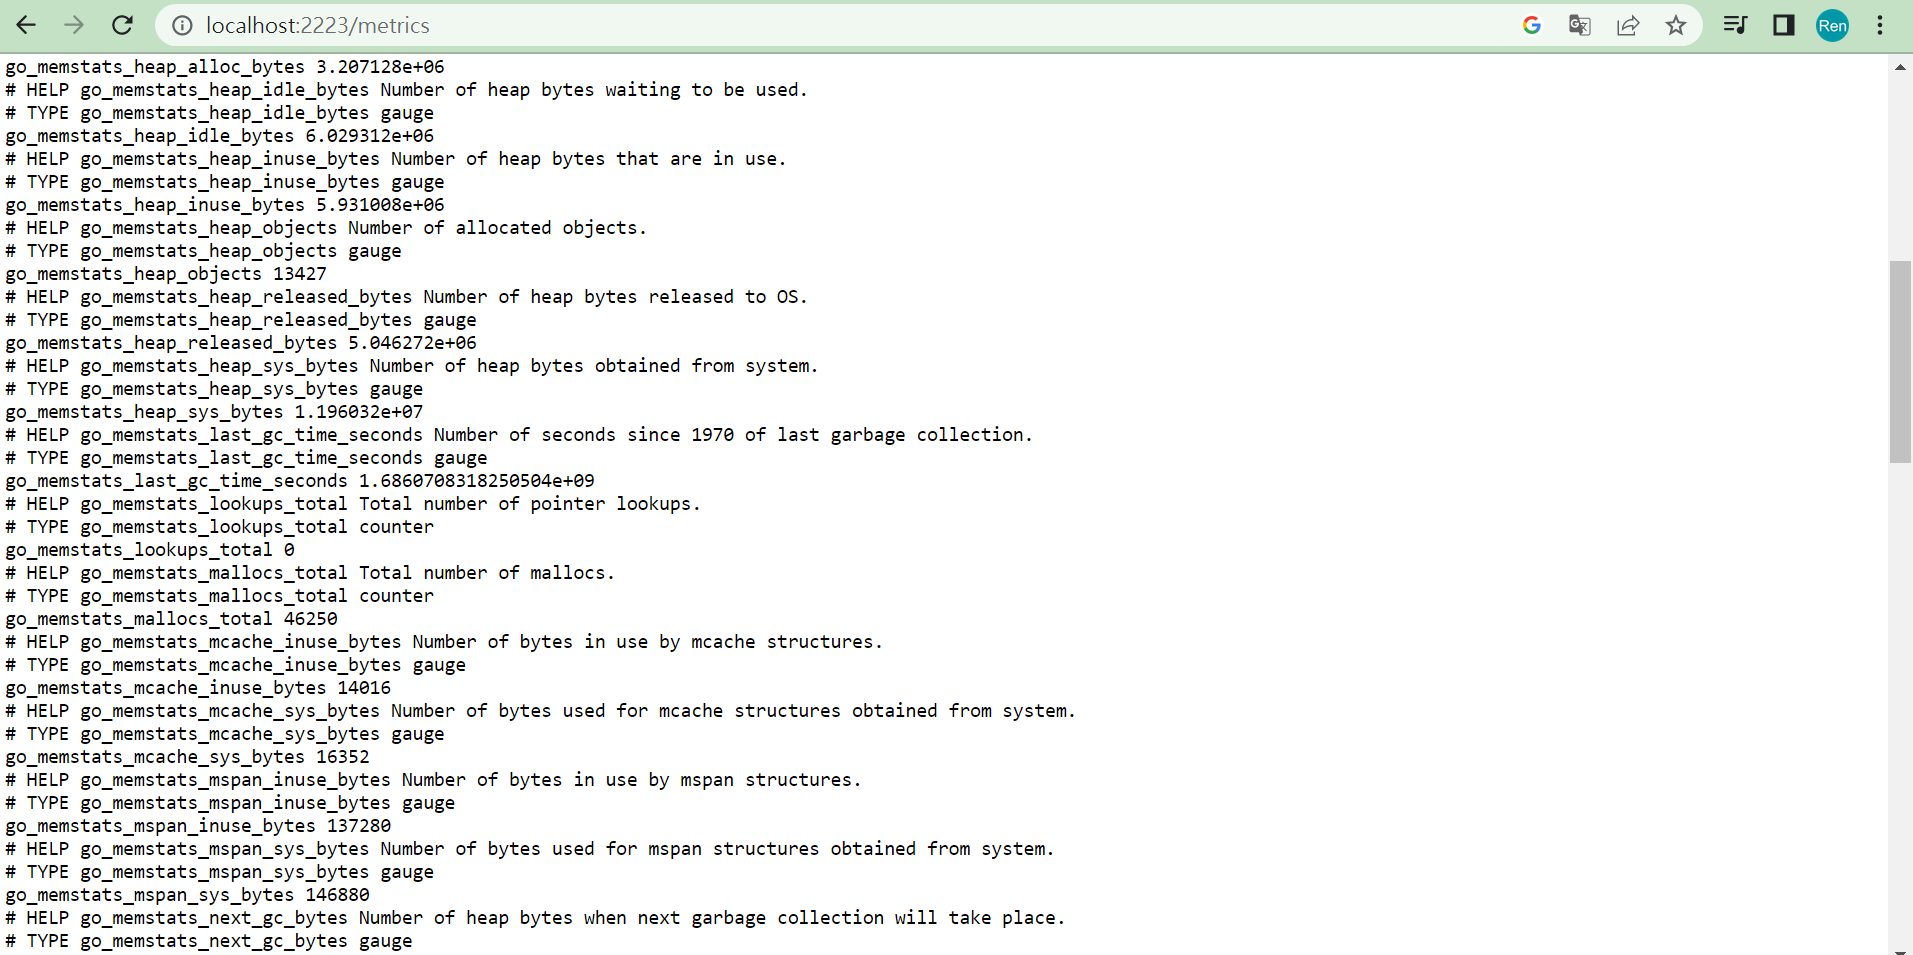 localhost:2223/metrics
Ren
go_memstats_heap_alloc_bytes 3.207128e+06
# HELP go_memstats_heap_idle_bytes Number of heap bytes waiting to be used.
# TYPE go_memstats_heap_idle_bytes gauge
go_memstats_heap_idle_bytes 6.029312e+06
# HELP go_memstats_heap_inuse_bytes Number of heap bytes that are in use.
# TYPE go_memstats_heap_inuse_bytes gauge
go_memstats_heap_inuse_bytes 5.931008e+06
# HELP go_memstats_heap_objects Number of allocated objects.
# TYPE go_memstats_heap_objects gauge
go_memstats_heap_objects 13427
# HELP go_memstats_heap_released_bytes Number of heap bytes released to OS.
# TYPE go_memstats_heap_released_bytes gauge
go_memstats_heap_released_bytes 5.046272e+06
# HELP go_memstats_heap_sys_bytes Number of heap bytes obtained from system.
# TYPE go_memstats_heap_sys_bytes gauge
go_memstats_heap_sys_bytes 1.196032e+07
# HELP go_memstats_last_gc_time_seconds Number of seconds since 1970 of last garbage collection.
# TYPE go_memstats_last_gc_time_seconds gauge
go_memstats_last_gc_time_seconds 1.6860708318250504e+09
# HELP go_memstats_lookups_total Total number of pointer lookups.
# TYPE go_memstats_lookups_total counter
go_memstats_lookups_total 0
# HELP go_memstats_mallocs_total Total number of mallocs.
# TYPE go_memstats_mallocs_total counter
go_memstats_mallocs_total 46250
# HELP go_memstats_mcache_inuse_bytes Number of bytes in use by mcache structures.
# TYPE go_memstats_mcache_inuse_bytes gauge
go_memstats_mcache_inuse_bytes 14016
# HELP go_memstats_mcache_sys_bytes Number of bytes used for mcache structures obtained from system.
# TYPE go_memstats_mcache_sys_bytes gauge
go_memstats_mcache_sys_bytes 16352
# HELP go_memstats_mspan_inuse_bytes Number of bytes in use by mspan structures.
# TYPE go_memstats_mspan_inuse_bytes gauge
go_memstats_mspan_inuse_bytes 137280
# HELP go_memstats_mspan_sys_bytes Number of bytes used for mspan structures obtained from system.
# TYPE go_memstats_mspan_sys_bytes gauge
go_memstats_mspan_sys_bytes 146880
# HELP go_memstats_next_gc_bytes Number of heap bytes when next garbage collection will take place.
# TYPE go_memstats_next_gc_bytes gauge